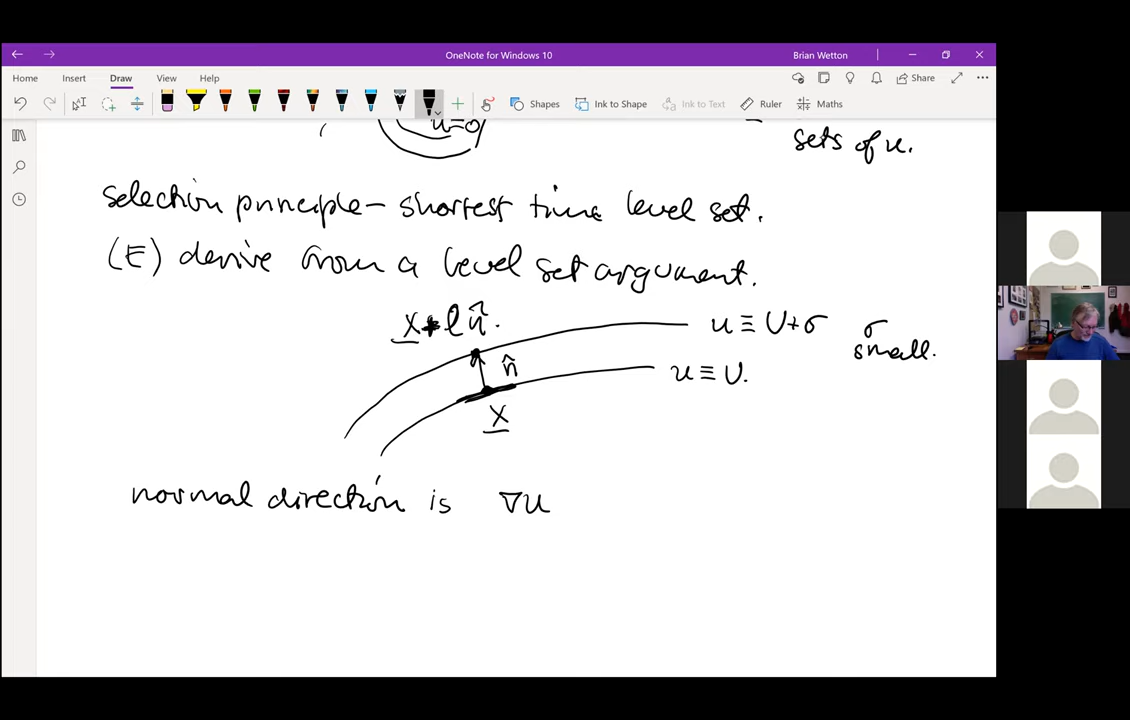 OneNote for Windows 10
Brian Wetton
Home Insert Draw View Help
Share
Shapes Ink to Shape Ink to Text Ruler Maths
u=0
sets of u.
selection principle - shortest time level set.
(E) derive from a level set argument.
x + l n̂.
u ≡ U+σ
σ small.
n̂
u ≡ U.
x
normal direction is ∇u